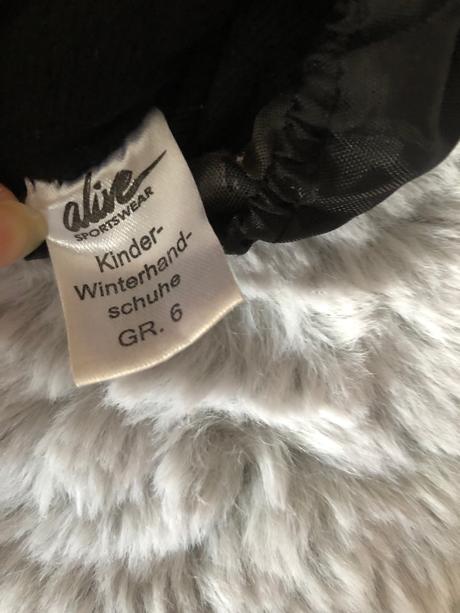 alive
SPORTSWEAR
Kinder-
Winterhand-
schuhe
GR. 6